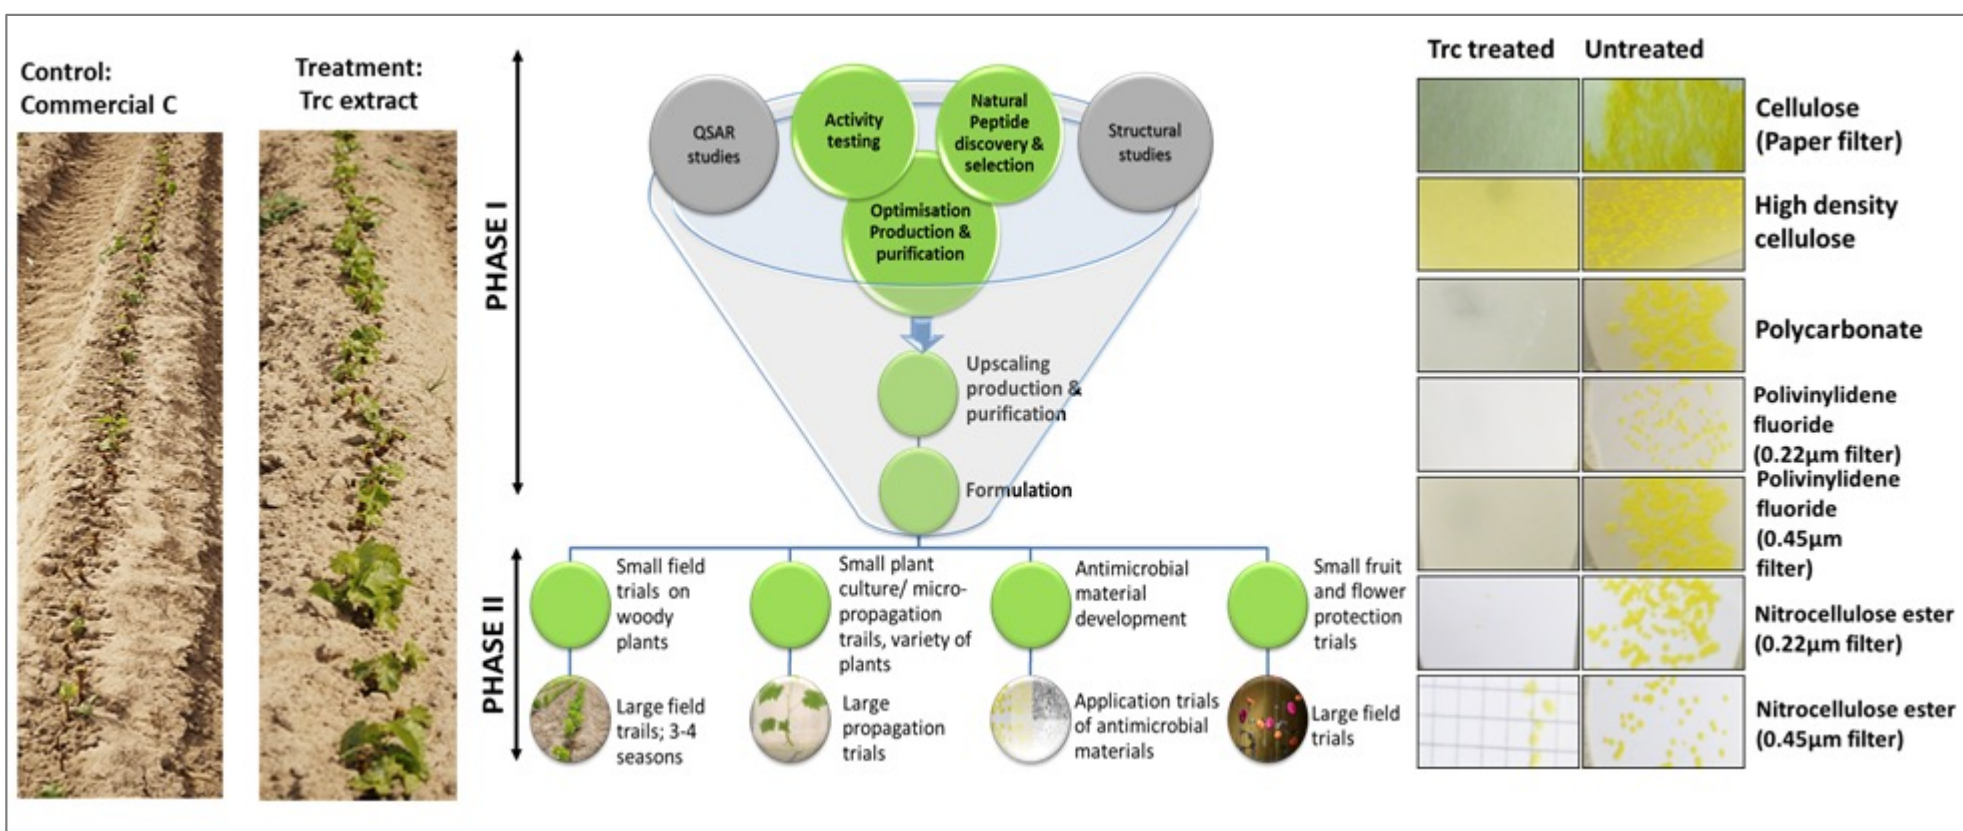 Control:
Commercial C
Treatment:
Trc extract
PHASE I
QSAR
studies
Activity
testing
Natural
Peptide
discovery &
selection
Structural
studies
Optimisation
Production &
purification
Upscaling
production &
purification
Formulation
PHASE II
Small field
trials on
woody
plants
Small plant
culture/ micro-
propagation
trails, variety of
plants
Antimicrobial
material
development
Small fruit
and flower
protection
trials
Large field
trails; 3-4
seasons
Large
propagation
trials
Application trials
of antimicrobial
materials
Large field
trials
Trc treated
Untreated
Cellulose
(Paper filter)
High density
cellulose
Polycarbonate
Polivinylidene
fluoride
(0.22µm filter)
Polivinylidene
fluoride
(0.45µm
filter)
Nitrocellulose ester
(0.22µm filter)
Nitrocellulose ester
(0.45µm filter)